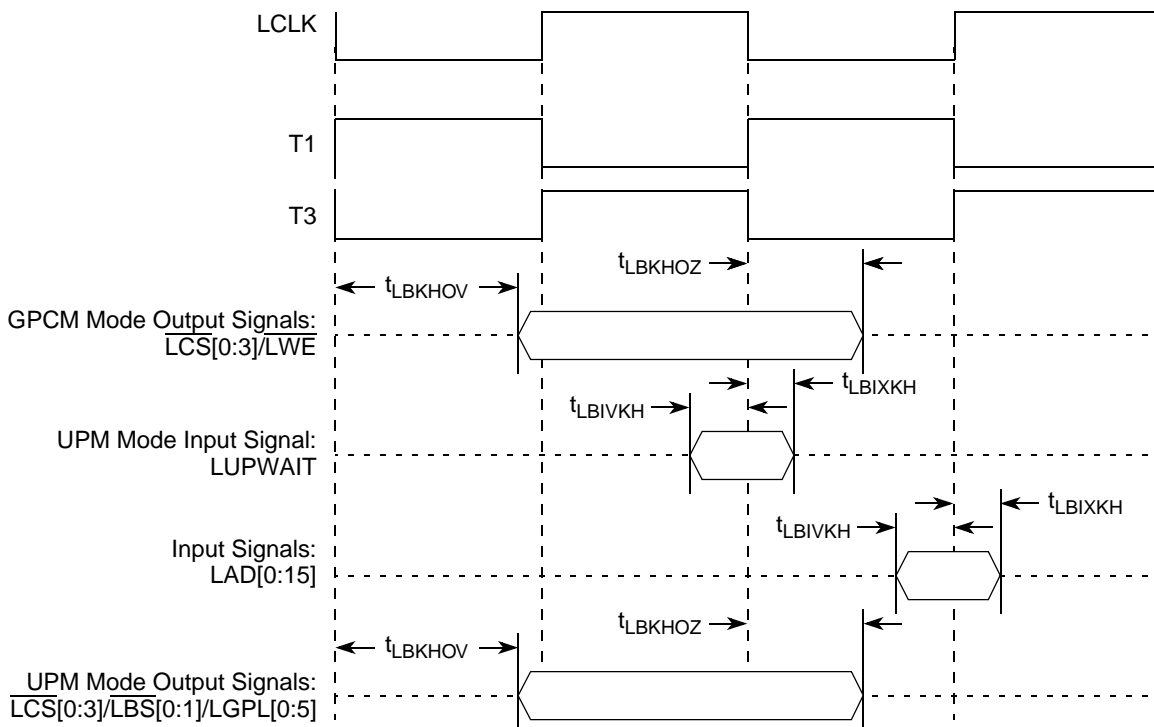 LCLK
T1
T3
tLBKHOZ
tLBKHOV
GPCM Mode Output Signals:
LCS[0:3]/LWE
tLBIXKH
tLBIVKH
UPM Mode Input Signal:
LUPWAIT
tLBIXKH
tLBIVKH
Input Signals:
LAD[0:15]
tLBKHOZ
tLBKHOV
UPM Mode Output Signals:
LCS[0:3]/LBS[0:1]/LGPL[0:5]